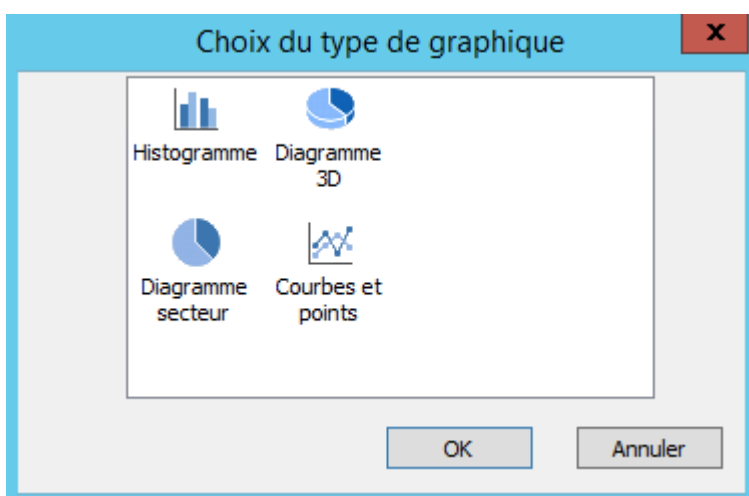 Choix du type de graphique
x
Histogramme
Diagramme
3D
Diagramme
secteur
Courbes et
points
OK
Annuler